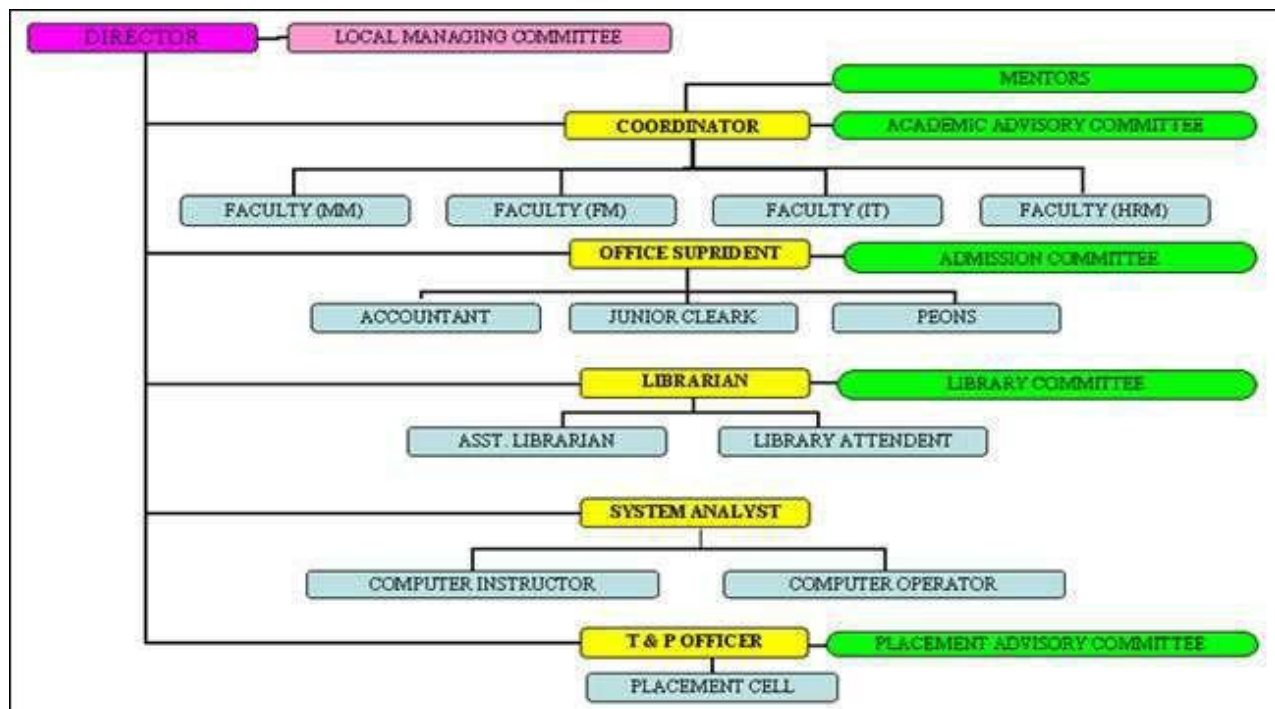 DIRECTOR
LOCAL MANAGING COMMITTEE
MENTORS
COORDINATOR
ACADEMIC ADVISORY COMMITTEE
FACULTY (MM)
FACULTY (FM)
FACULTY (IT)
FACULTY (HRM)
OFFICE SUPRIDENT
ADMISSION COMMITTEE
ACCOUNTANT
JUNIOR CLEARK
PEONS
LIBRARIAN
LIBRARY COMMITTEE
ASST. LIBRARIAN
LIBRARY ATTENDENT
SYSTEM ANALYST
COMPUTER INSTRUCTOR
COMPUTER OPERATOR
T & P OFFICER
PLACEMENT ADVISORY COMMITTEE
PLACEMENT CELL